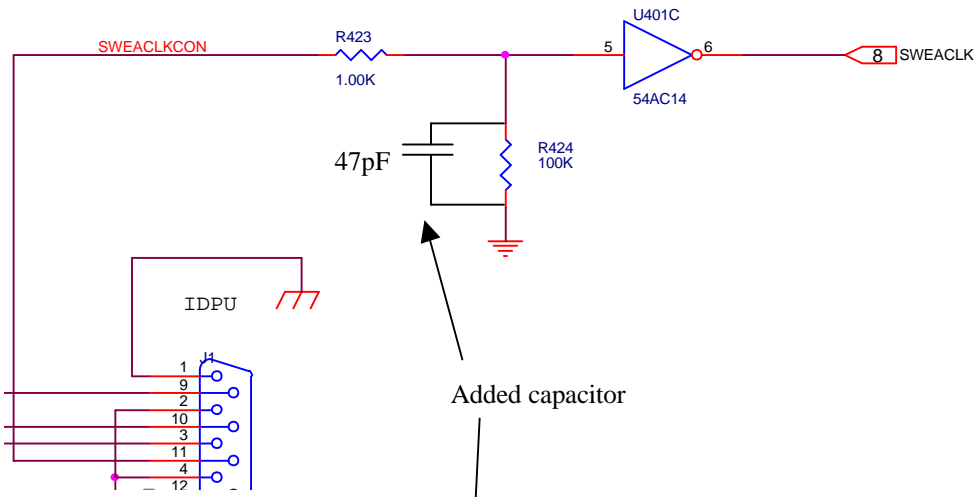 U401C
SWEACLKCON
R423
1.00K
5
6
8
SWEACLK
54AC14
47pF
R424
100K
IDPU
J1
1
9
2
10
3
11
4
12
Added capacitor